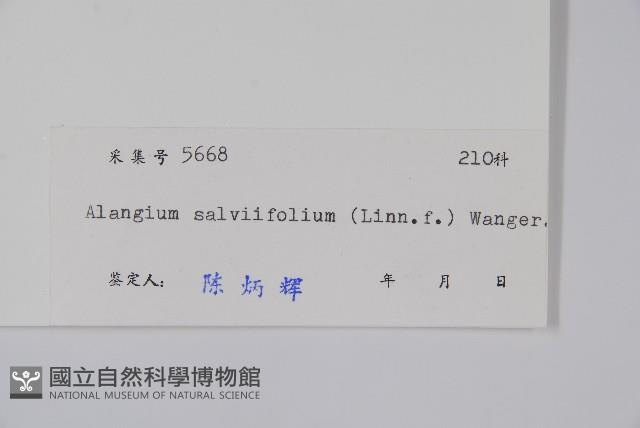 采集号 5668 210科
Alangium salviifolium (Linn.f.) Wanger.
鉴定人: 陈炳辉 年 月 日
國立自然科學博物館
NATIONAL MUSEUM OF NATURAL SCIENCE